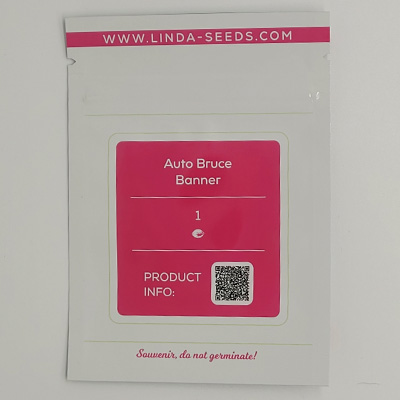 WWW.LINDA-SEEDS.COM
Auto Bruce
Banner
1
PRODUCT
INFO:
Souvenir, do not germinate!